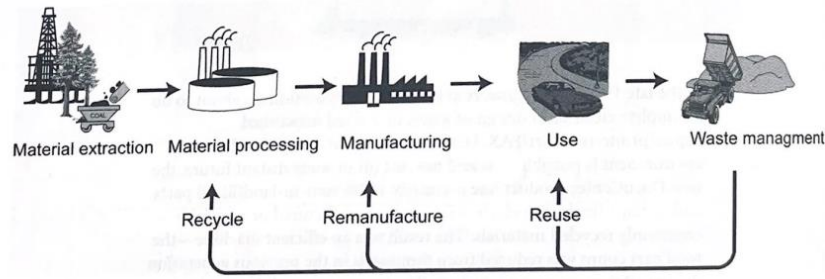 COAL
Material extraction Material processing Manufacturing Use Waste managment
Recycle Remanufacture Reuse